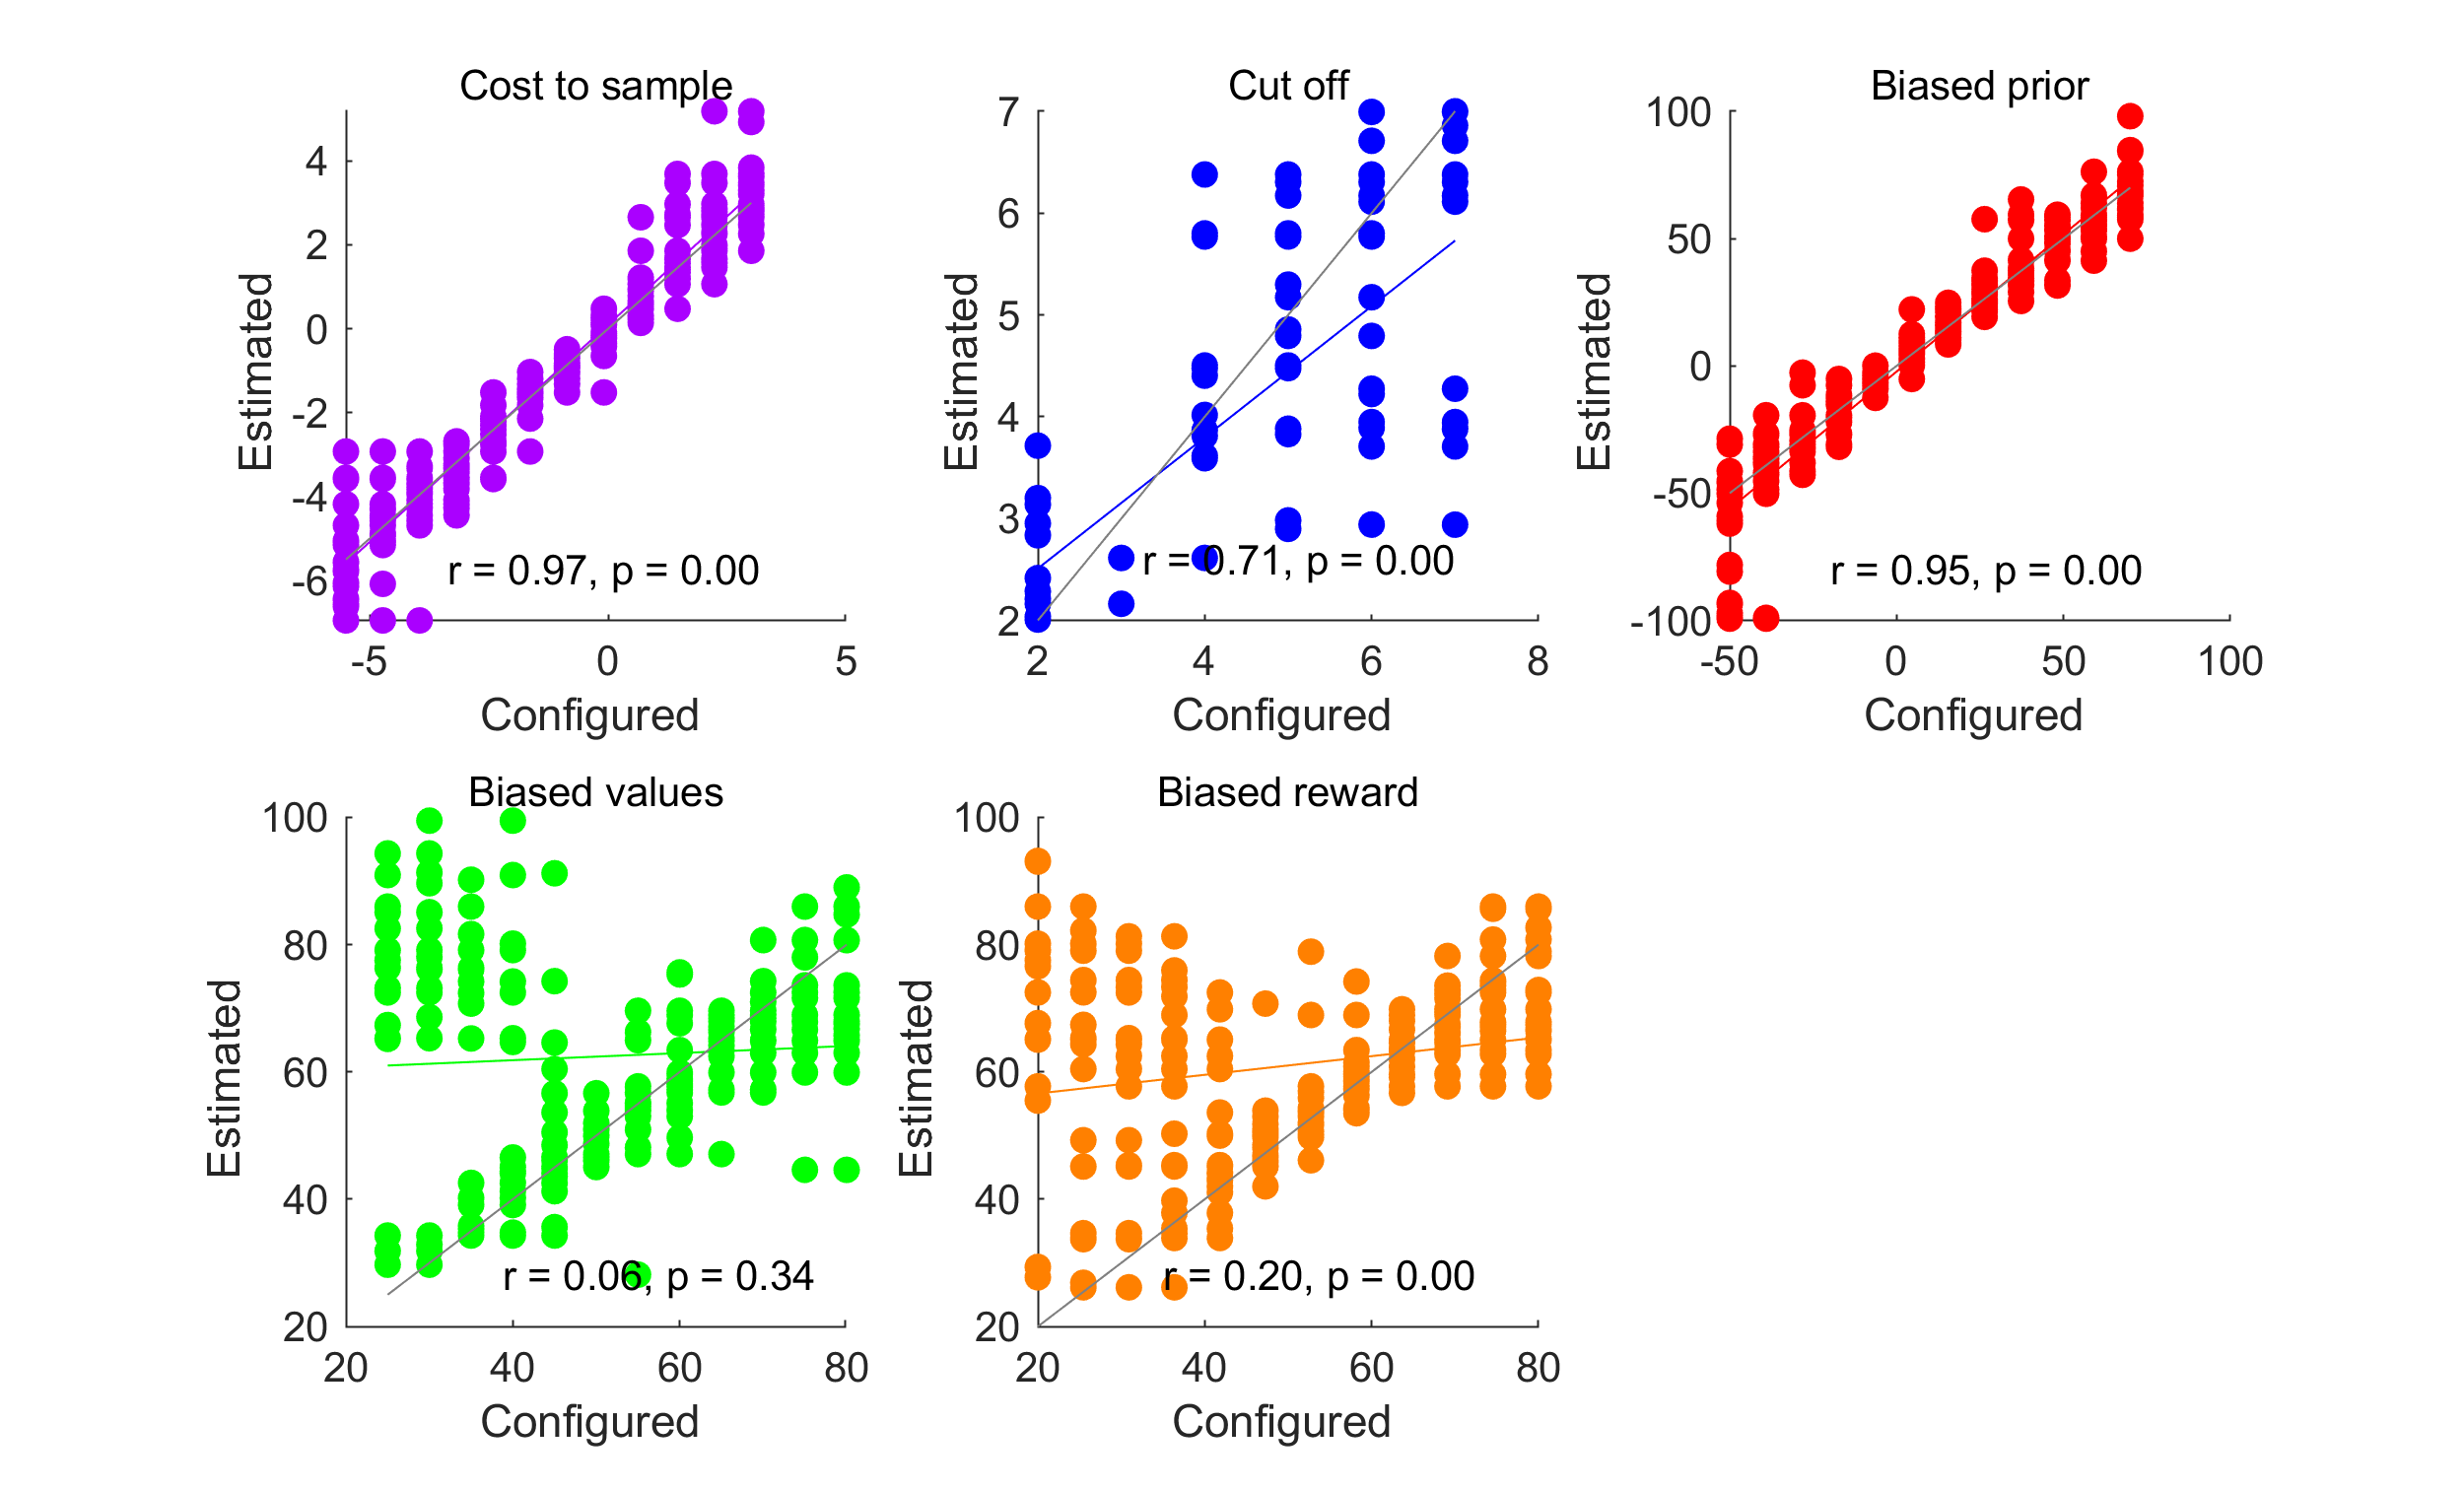 Cost to sample
4
2
0
-2
-4
-6
Estimated
r = 0.97, p = 0.00
-5
0
5
Configured
Cut off
7
6
5
4
3
2
Estimated
r = 0.71, p = 0.00
2
4
6
8
Configured
Biased prior
100
50
0
-50
-100
Estimated
r = 0.95, p = 0.00
-50
0
50
100
Configured
Biased values
100
80
60
40
20
Estimated
r = 0.06, p = 0.34
20
40
60
80
Configured
Biased reward
100
80
60
40
20
Estimated
r = 0.20, p = 0.00
20
40
60
80
Configured